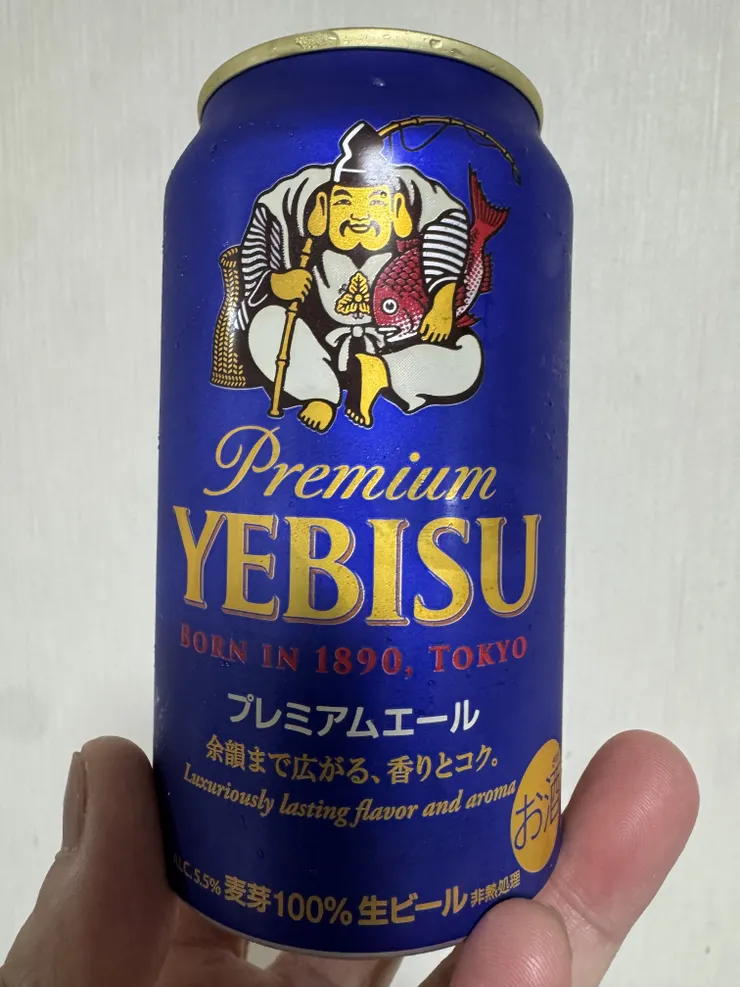 Premium
YEBISU
BORN IN 1890, TOKYO
プレミアムエール
余韻まで広がる、香りとコク。
Luxuriously lasting flavor and aroma
お酒
ALC.5.5% 麦芽100% 生ビール 非熱処理